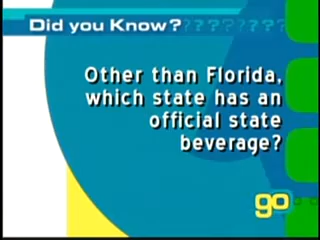 Did you Know????????
Other than Florida,
which state has an
official state
beverage?
go